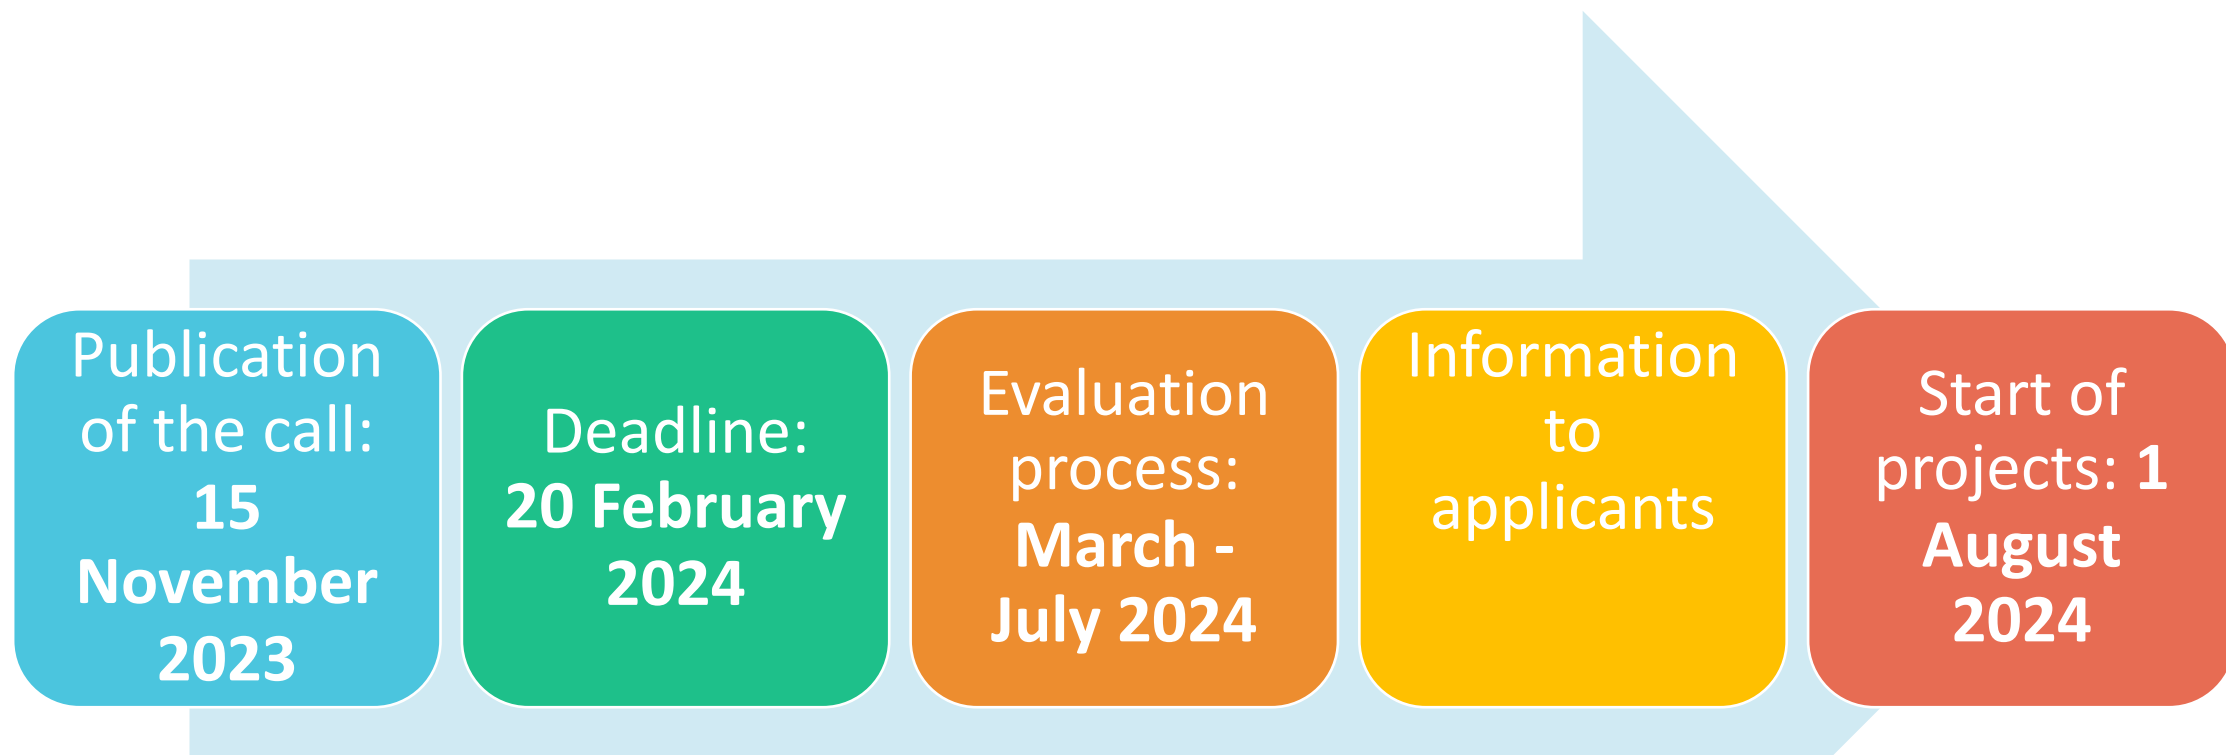 Publication
of the call:
15
November
2023
Deadline:
20 February
2024
Evaluation
process:
March -
July 2024
Information
to
applicants
Start of
projects: 1
August
2024